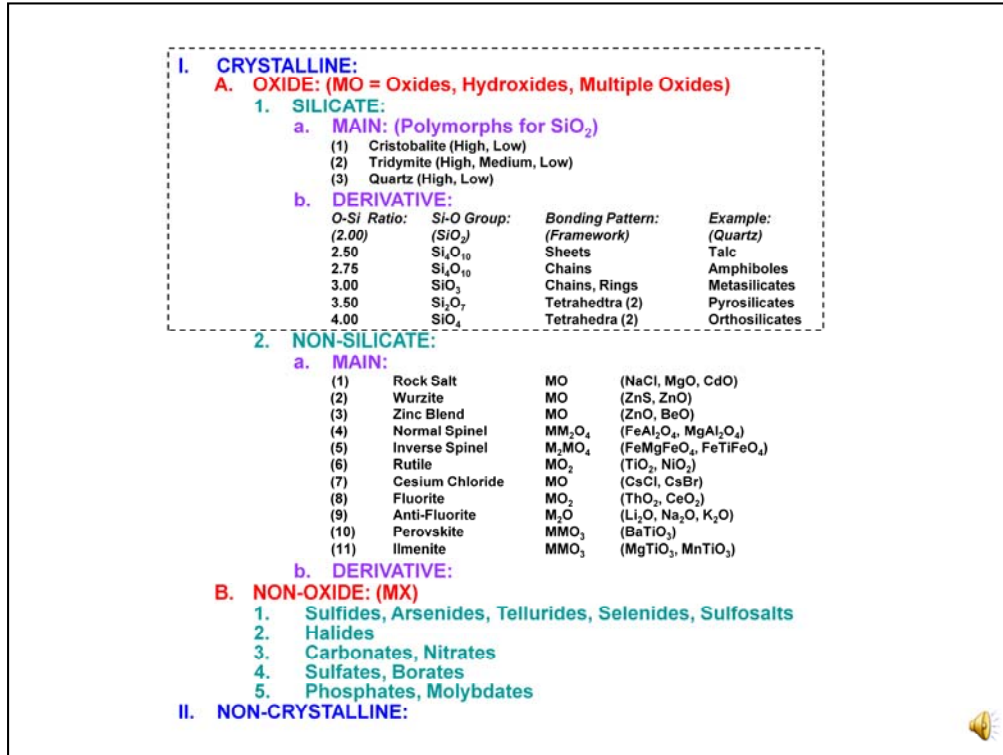 I. CRYSTALLINE:
A. OXIDE: (MO = Oxides, Hydroxides, Multiple Oxides)
1. SILICATE:
a. MAIN: (Polymorphs for SiO₂)
(1) Cristobalite (High, Low)
(2) Tridymite (High, Medium, Low)
(3) Quartz (High, Low)
b. DERIVATIVE:
O-Si Ratio: Si-O Group: Bonding Pattern: Example:
(2.00) (SiO₂) (Framework) (Quartz)
2.50 Si₄O₁₀ Sheets Talc
2.75 Si₄O₁₀ Chains Amphiboles
3.00 SiO₃ Chains, Rings Metasilicates
3.50 Si₂O₇ Tetrahedtra (2) Pyrosilicates
4.00 SiO₄ Tetrahedra (2) Orthosilicates
2. NON-SILICATE:
a. MAIN:
(1) Rock Salt MO (NaCl, MgO, CdO)
(2) Wurzite MO (ZnS, ZnO)
(3) Zinc Blend MO (ZnO, BeO)
(4) Normal Spinel MM₂O₄ (FeAl₂O₄, MgAl₂O₄)
(5) Inverse Spinel M₂MO₄ (FeMgFeO₄, FeTiFeO₄)
(6) Rutile MO₂ (TiO₂, NiO₂)
(7) Cesium Chloride MO (CsCl, CsBr)
(8) Fluorite MO₂ (ThO₂, CeO₂)
(9) Anti-Fluorite M₂O (Li₂O, Na₂O, K₂O)
(10) Perovskite MMO₃ (BaTiO₃)
(11) Ilmenite MMO₃ (MgTiO₃, MnTiO₃)
b. DERIVATIVE:
B. NON-OXIDE: (MX)
1. Sulfides, Arsenides, Tellurides, Selenides, Sulfosalts
2. Halides
3. Carbonates, Nitrates
4. Sulfates, Borates
5. Phosphates, Molybdates
II. NON-CRYSTALLINE: